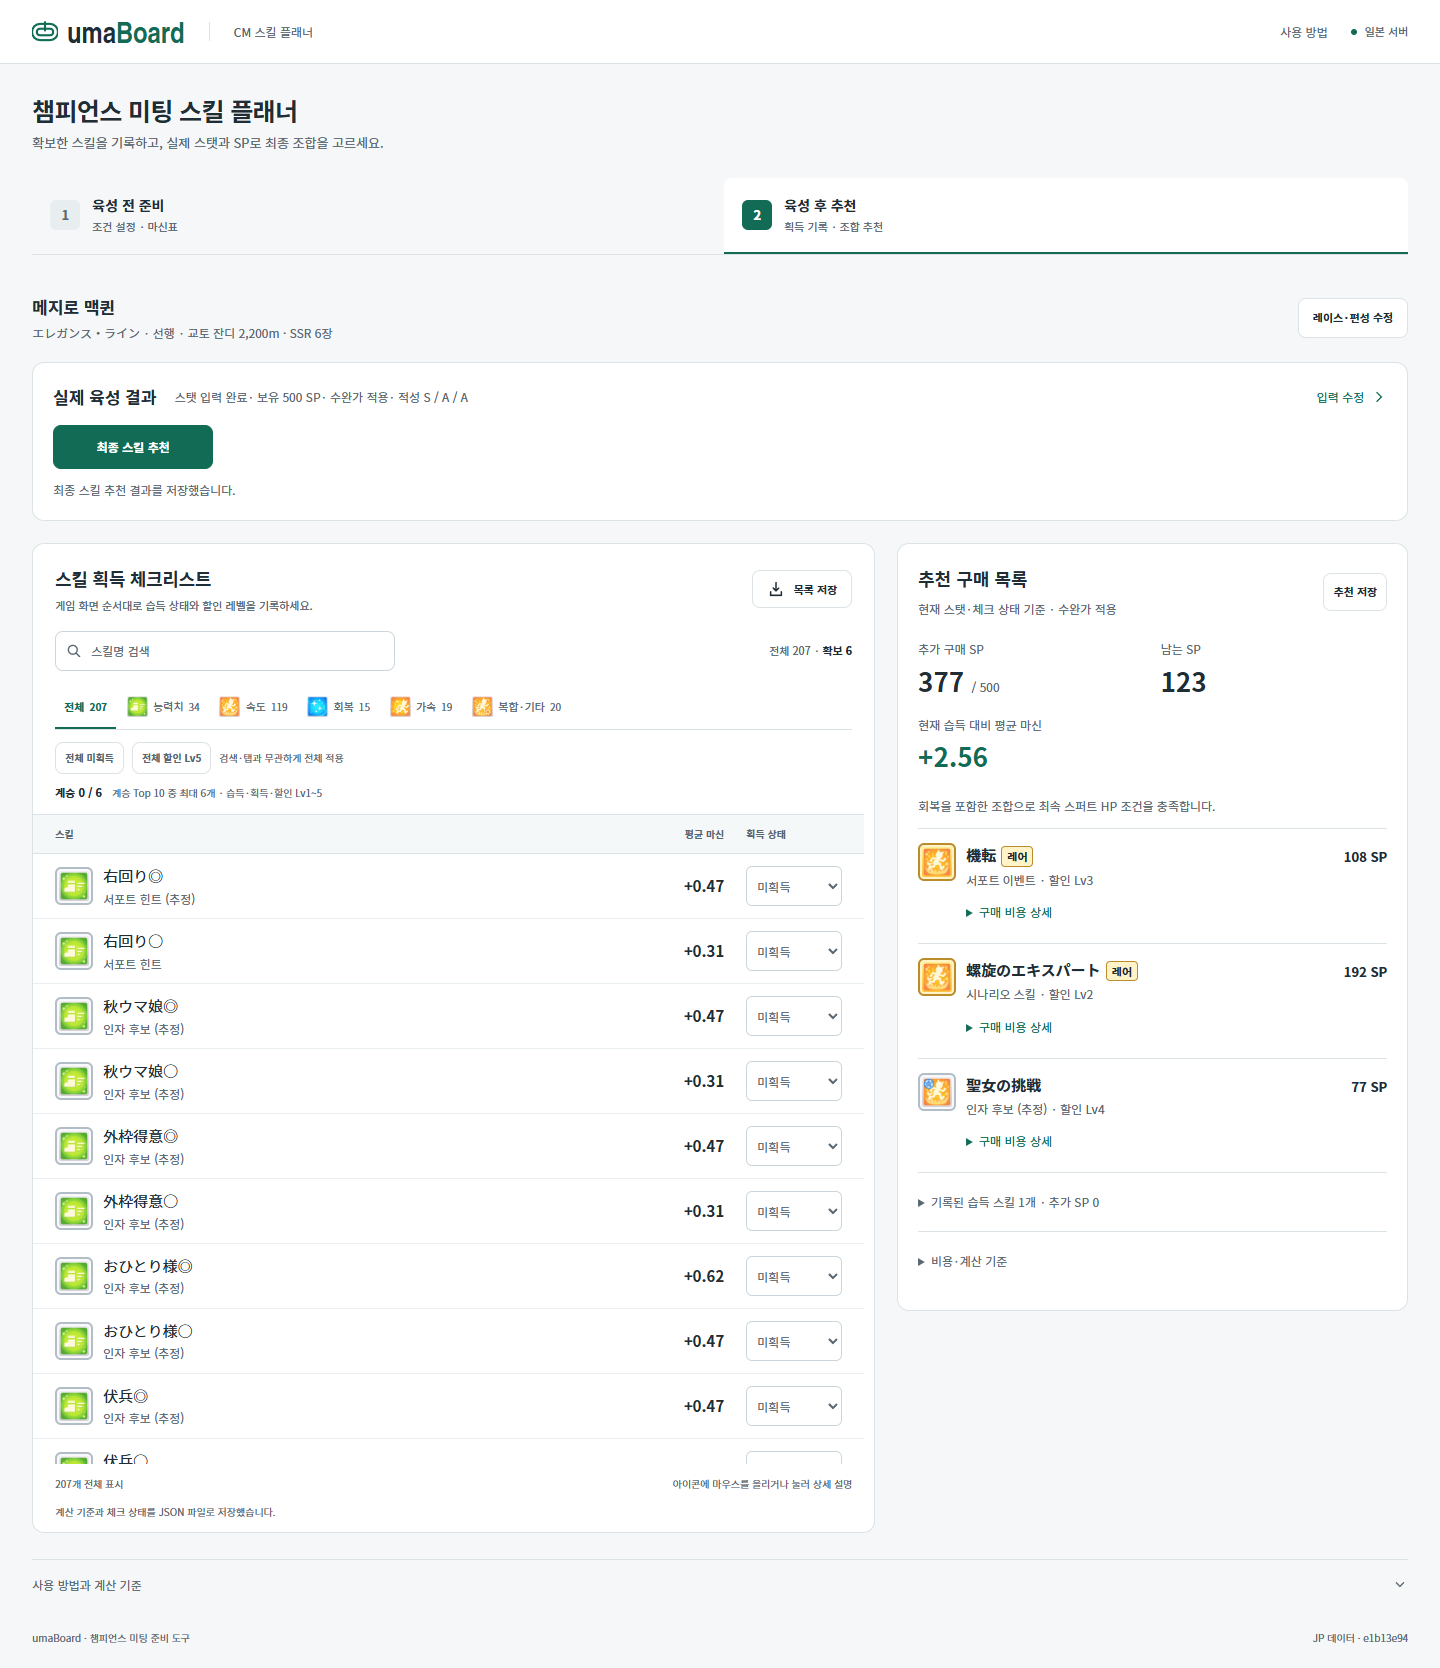 umaBoard
CM 스킬 플래너
사용 방법
일본 서버
챔피언스 미팅 스킬 플래너
확보한 스킬을 기록하고, 실제 스탯과 SP로 최종 조합을 고르세요.
1
육성 전 준비
조건 설정 · 마신표
2
육성 후 추천
획득 기록 · 조합 추천
메지로 맥퀸
エレガンス・ライン · 선행 · 교토 잔디 2,200m · SSR 6장
레이스·편성 수정
실제 육성 결과
스탯 입력 완료 · 보유 500 SP · 수완가 적용 · 적성 S / A / A
입력 수정
최종 스킬 추천
최종 스킬 추천 결과를 저장했습니다.
스킬 획득 체크리스트
게임 화면 순서대로 습득 상태와 할인 레벨을 기록하세요.
목록 저장
스킬명 검색
전체 207 · 확보 6
전체 207
능력치 34
속도 119
회복 15
가속 19
복합·기타 20
전체 미획득
전체 할인 Lv5
검색·탭과 무관하게 전체 적용
계승 0 / 6
계승 Top 10 중 최대 6개 · 습득·획득·할인 Lv1~5
스킬
평균 마신
획득 상태
右回り◎
서포트 힌트 (추정)
+0.47
미획득
右回り○
서포트 힌트
+0.31
미획득
秋ウマ娘◎
인자 후보 (추정)
+0.47
미획득
秋ウマ娘○
인자 후보 (추정)
+0.31
미획득
外枠得意◎
인자 후보 (추정)
+0.47
미획득
外枠得意○
인자 후보 (추정)
+0.31
미획득
おひとり様◎
인자 후보 (추정)
+0.62
미획득
おひとり様○
인자 후보 (추정)
+0.47
미획득
伏兵◎
인자 후보 (추정)
+0.47
미획득
伏兵○
207개 전체 표시
아이콘에 마우스를 올리거나 눌러 상세 설명
계산 기준과 체크 상태를 JSON 파일로 저장했습니다.
추천 구매 목록
현재 스탯·체크 상태 기준 · 수완가 적용
추천 저장
추가 구매 SP
377 / 500
남는 SP
123
현재 습득 대비 평균 마신
+2.56
회복을 포함한 조합으로 최속 스퍼트 HP 조건을 충족합니다.
機転 레어
108 SP
서포트 이벤트 · 할인 Lv3
▶ 구매 비용 상세
螺旋のエキスパート 레어
192 SP
시나리오 스킬 · 할인 Lv2
▶ 구매 비용 상세
聖女の挑戦
77 SP
인자 후보 (추정) · 할인 Lv4
▶ 구매 비용 상세
▶ 기록된 습득 스킬 1개 · 추가 SP 0
▶ 비용·계산 기준
사용 방법과 계산 기준
umaBoard · 챔피언스 미팅 준비 도구
JP 데이터 · e1b13e94